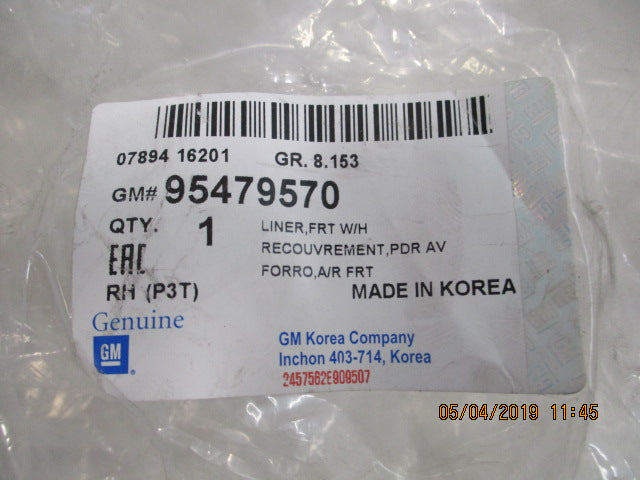 07894 16201 GR. 8.153
GM# 95479570
QTY. 1
LINER,FRT W/H
RECOUVREMENT,PDR AV
FORRO,A/R FRT
EAC
RH (P3T) MADE IN KOREA
Genuine
GM
GM Korea Company
Inchon 403-714, Korea
2457562E909507
05/04/2019 11:45